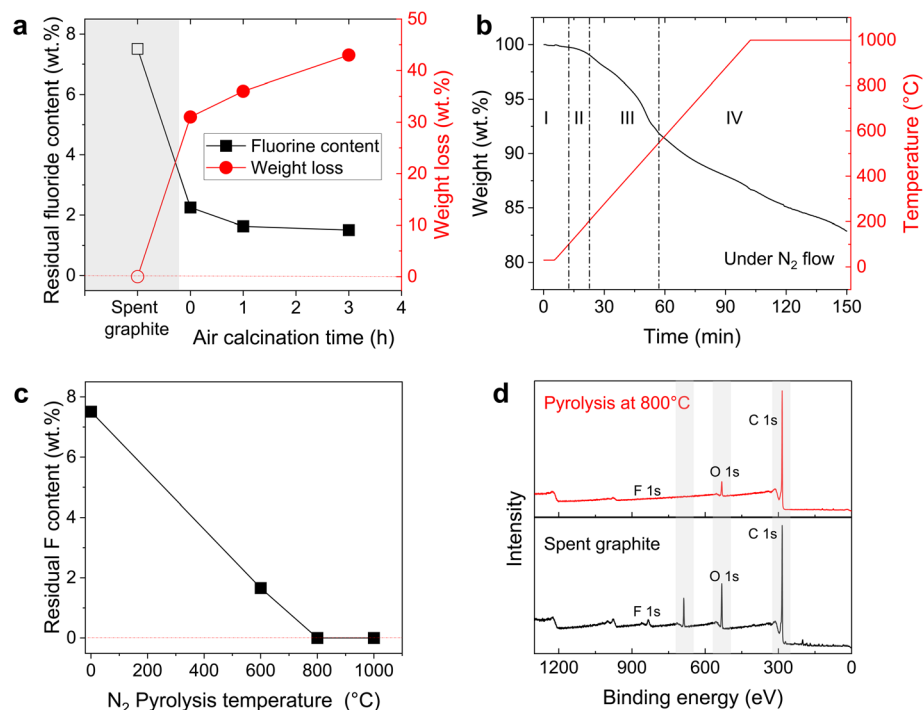 a
Residual fluoride content (wt.%)
8
6
4
2
0
50
40
30
20
10
0
Weight loss (wt.%)
Fluorine content
Weight loss
Spent
graphite
0 1 2 3 4
Air calcination time (h)
b
Weight (wt.%)
100
95
90
85
80
I II III IV
Under N₂ flow
1000
800
600
400
200
0
Temperature (°C)
0 30 60 90 120 150
Time (min)
c
Residual F content (wt.%)
8
6
4
2
0
0 200 400 600 800 1000
N₂ Pyrolysis temperature (°C)
d
Intensity
Pyrolysis at 800°C
C 1s
O 1s
F 1s
Spent graphite
C 1s
O 1s
F 1s
1200 900 600 300 0
Binding energy (eV)